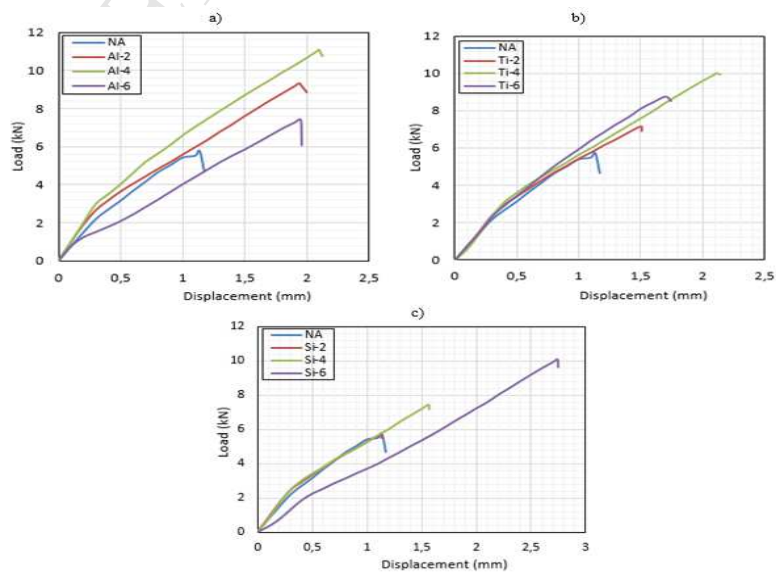 a)
12
10
8
6
4
2
0
Load (kN)
NA
Al-2
Al-4
Al-6
0 0,5 1 1,5 2 2,5
Displacement (mm)
b)
12
10
8
6
4
2
0
Load (kN)
NA
Ti-2
Ti-4
Ti-6
0 0,5 1 1,5 2 2,5
Displacement (mm)
c)
12
10
8
6
4
2
0
Load (kN)
NA
Si-2
Si-4
Si-6
0 0,5 1 1,5 2 2,5 3
Displacement (mm)